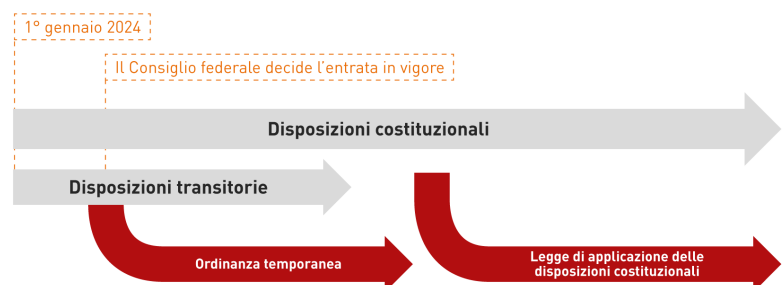 1° gennaio 2024
Il Consiglio federale decide l'entrata in vigore
Disposizioni costituzionali
Disposizioni transitorie
Ordinanza temporanea
Legge di applicazione delle
disposizioni costituzionali